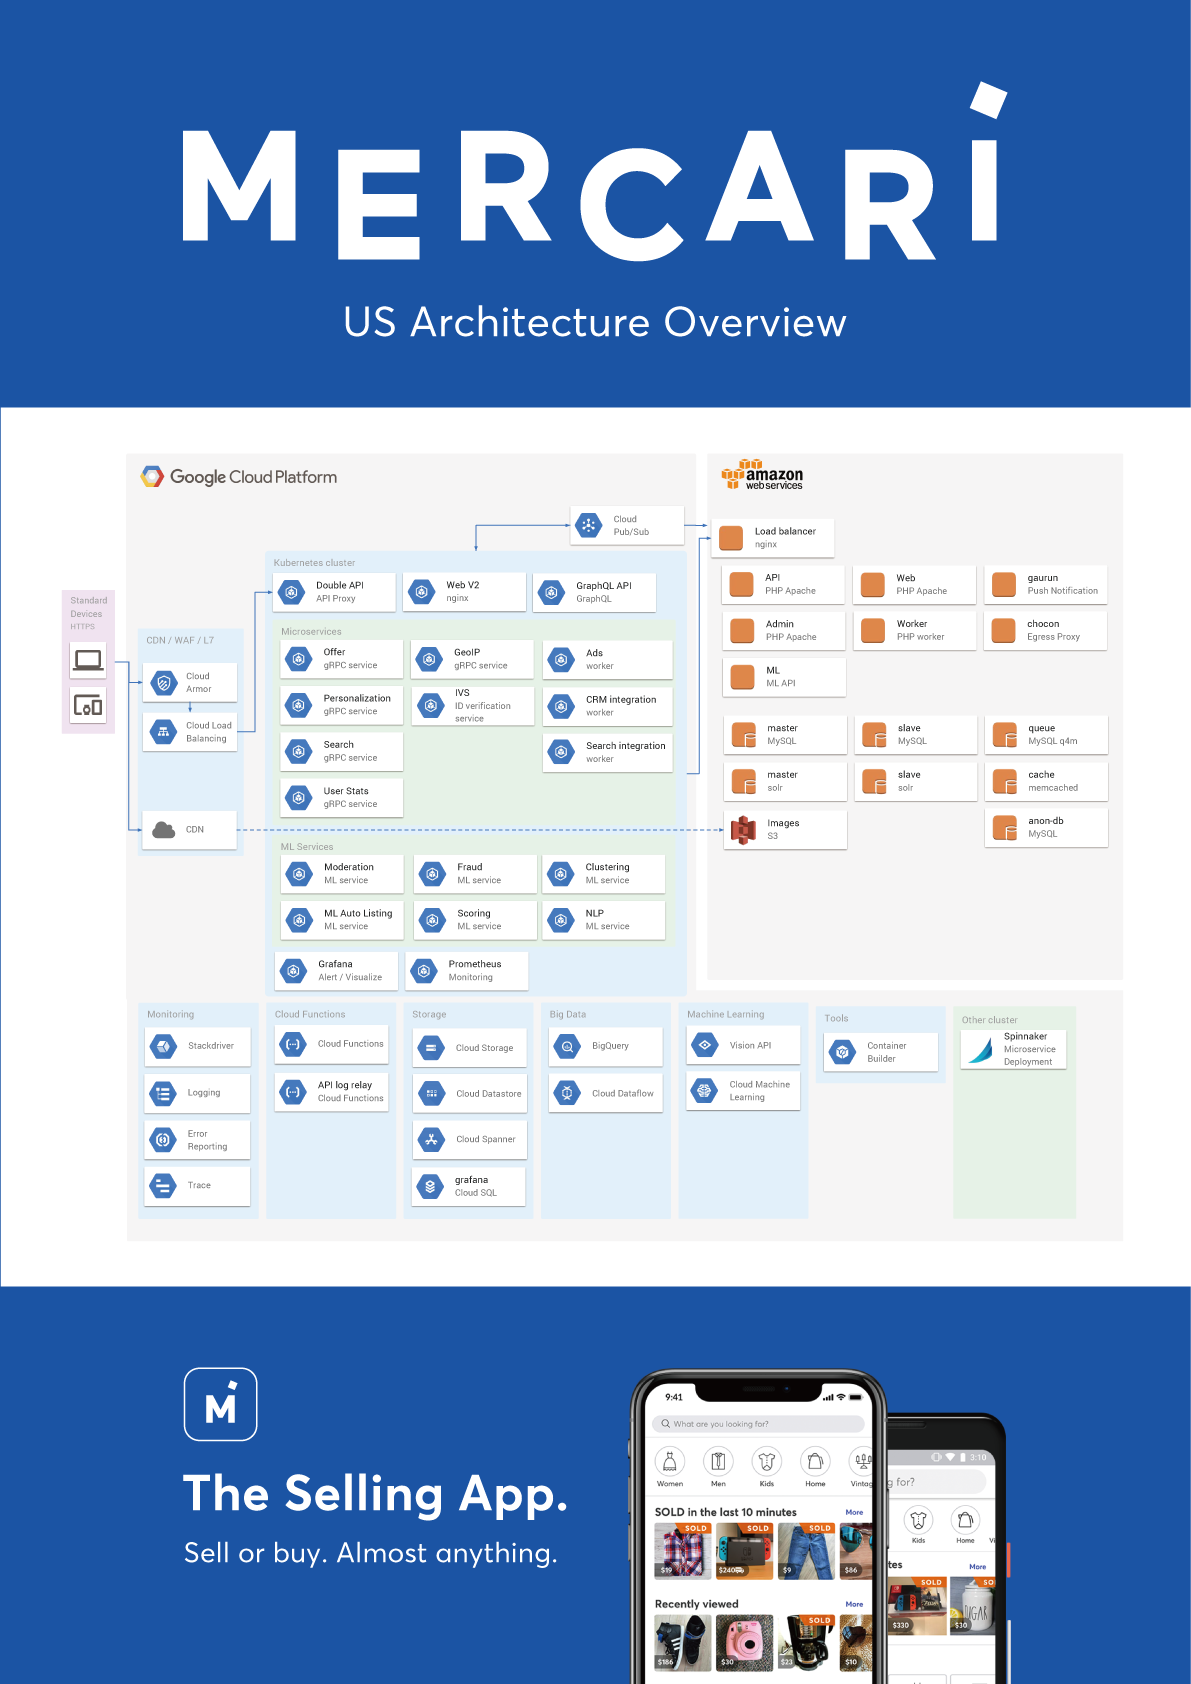 MERCARI
US Architecture Overview
Google Cloud Platform
amazon
web services
Cloud
Pub/Sub
Load balancer
nginx
Kubernetes cluster
Double API
API Proxy
Web V2
nginx
GraphQL API
GraphQL
API
PHP Apache
Web
PHP Apache
gaurun
Push Notification
Standard
Devices
HTTPS
CDN / WAF / L7
Cloud
Armor
Cloud Load
Balancing
CDN
Microservices
Offer
gRPC service
GeoIP
gRPC service
Ads
worker
Personalization
gRPC service
IVS
ID verification
service
CRM integration
worker
Search
gRPC service
Search integration
worker
User Stats
gRPC service
Admin
PHP Apache
Worker
PHP worker
chocon
Egress Proxy
ML
ML API
master
MySQL
slave
MySQL
queue
MySQL q4m
master
solr
slave
solr
cache
memcached
Images
S3
anon-db
MySQL
ML Services
Moderation
ML service
Fraud
ML service
Clustering
ML service
ML Auto Listing
ML service
Scoring
ML service
NLP
ML service
Grafana
Alert / Visualize
Prometheus
Monitoring
Monitoring
Stackdriver
Logging
Error
Reporting
Trace
Cloud Functions
Cloud Functions
API log relay
Cloud Functions
Storage
Cloud Storage
Cloud Datastore
Cloud Spanner
grafana
Cloud SQL
Big Data
BigQuery
Cloud Dataflow
Machine Learning
Vision API
Cloud Machine
Learning
Tools
Container
Builder
Other cluster
Spinnaker
Microservice
Deployment
M
The Selling App.
Sell or buy. Almost anything.
9:41
What are you looking for?
Women
Men
Kids
Home
Vintag
SOLD in the last 10 minutes
More
SOLD
SOLD
SOLD
$19
$240
$9
$86
Recently viewed
More
SOLD
$186
$30
$23
$10
3:10
g for?
Kids
Home
Vi
tes
More
SOLD
SO
SUGAR
$330
$30